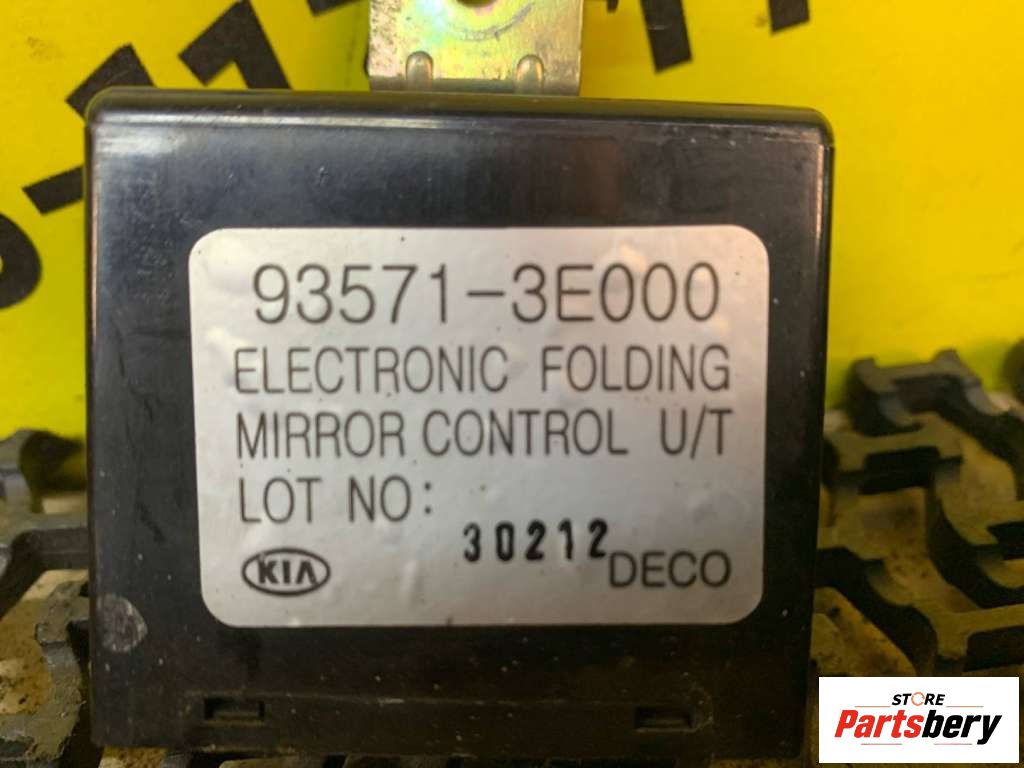 93571-3E000
ELECTRONIC FOLDING
MIRROR CONTROL U/T
LOT NO: 30212
KIA DECO
STORE
Partsbery